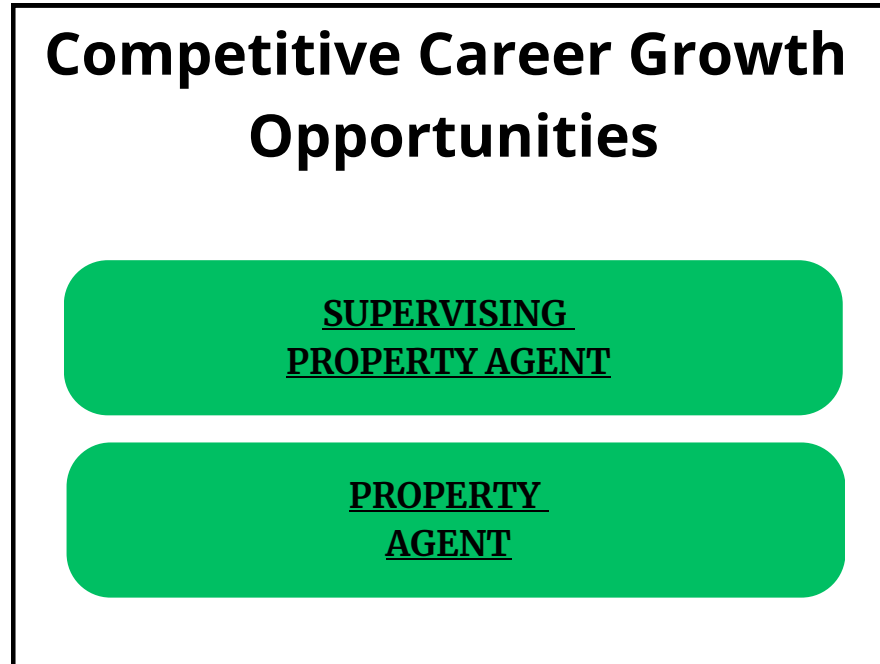 Competitive Career Growth
Opportunities
SUPERVISING
PROPERTY AGENT
PROPERTY
AGENT